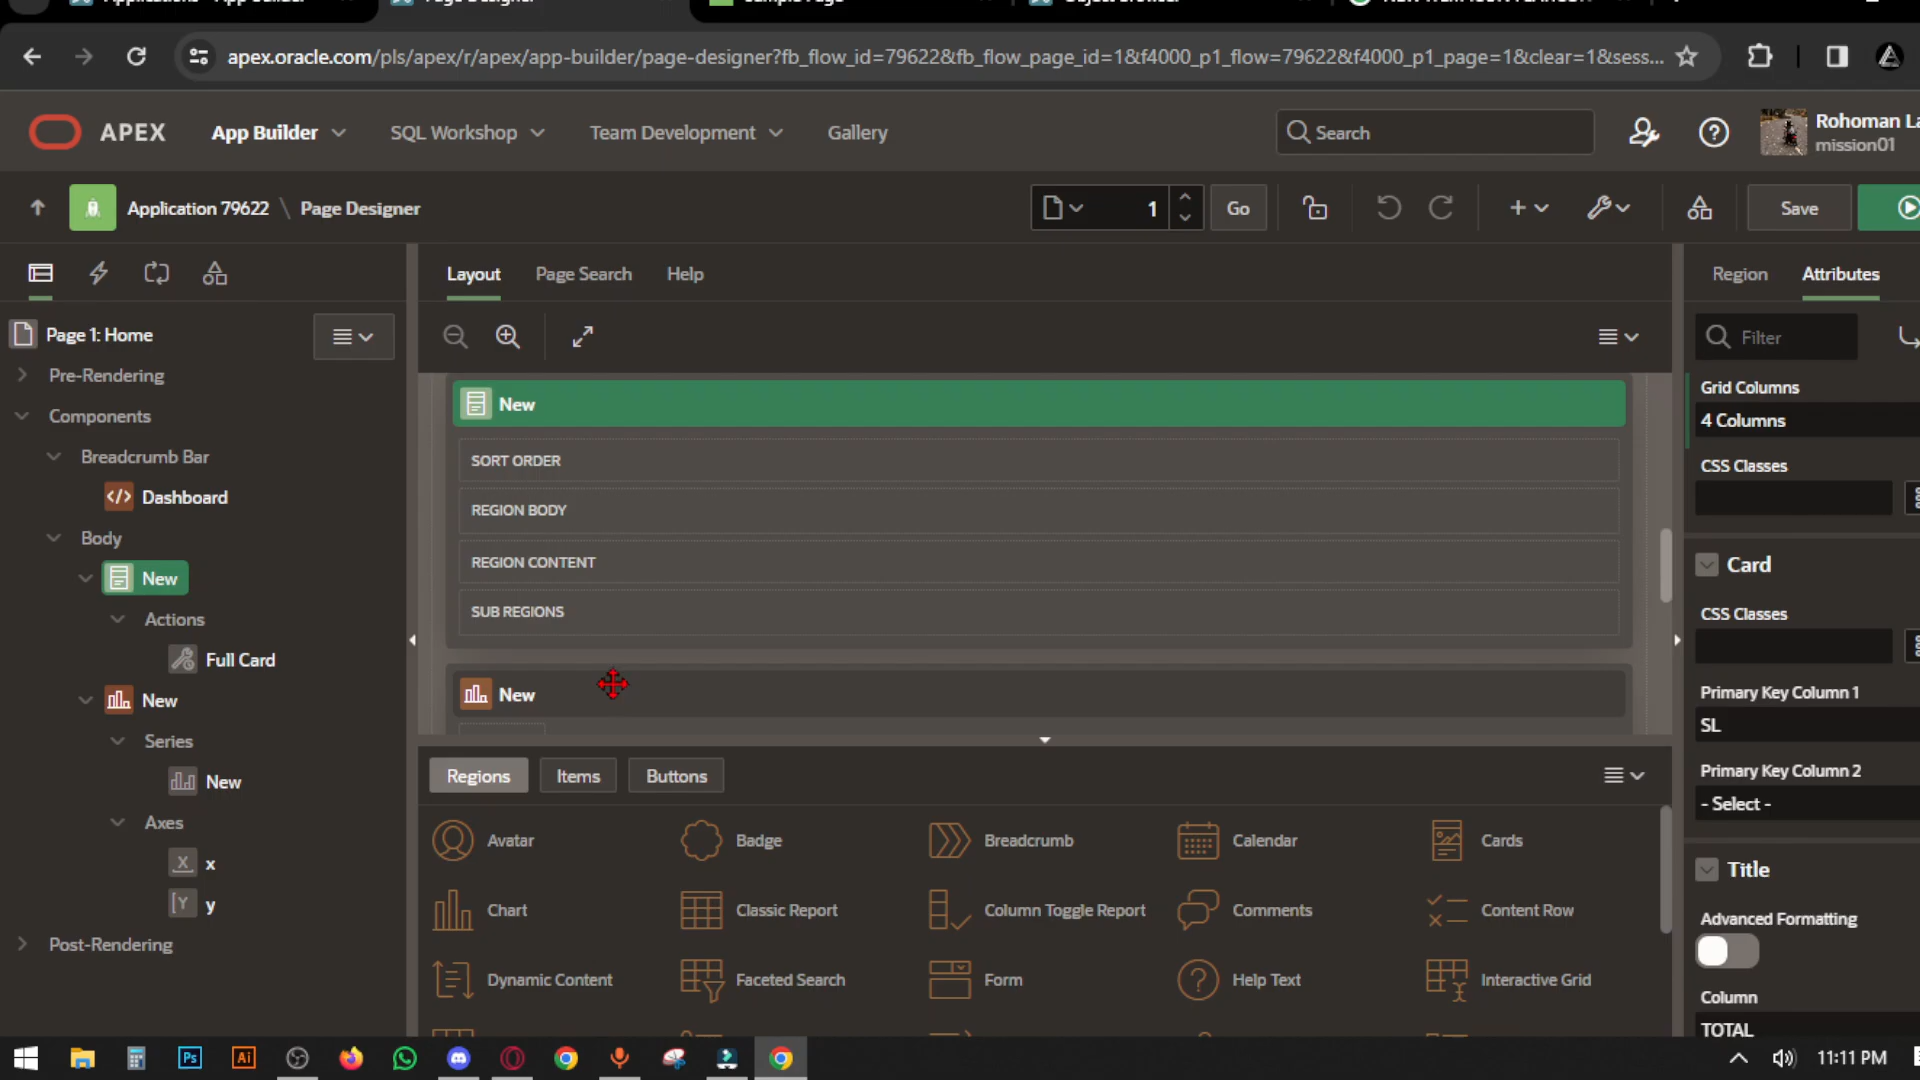 apex.oracle.com/pls/apex/r/apex/app-builder/page-designer?fb_flow_id=79622&fb_flow_page_id=1&f4000_p1_flow=79622&f4000_p1_page=1&clear=1&sess...
APEX App Builder SQL Workshop Team Development Gallery Search Rohoman La
mission01
Application 79622 \ Page Designer 1 Go Save
Layout Page Search Help Region Attributes
Page 1: Home Filter
Pre-Rendering
Components
Breadcrumb Bar
Dashboard
Body
New
Actions
Full Card
New
Series
New
Axes
x
y
Post-Rendering
New
SORT ORDER
REGION BODY
REGION CONTENT
SUB REGIONS
New
Regions Items Buttons
Avatar Badge Breadcrumb Calendar Cards
Chart Classic Report Column Toggle Report Comments Content Row
Dynamic Content Faceted Search Form Help Text Interactive Grid
Grid Columns
4 Columns
CSS Classes
Card
CSS Classes
Primary Key Column 1
SL
Primary Key Column 2
- Select -
Title
Advanced Formatting
Column
TOTAL
Ps Ai 11:11 PM